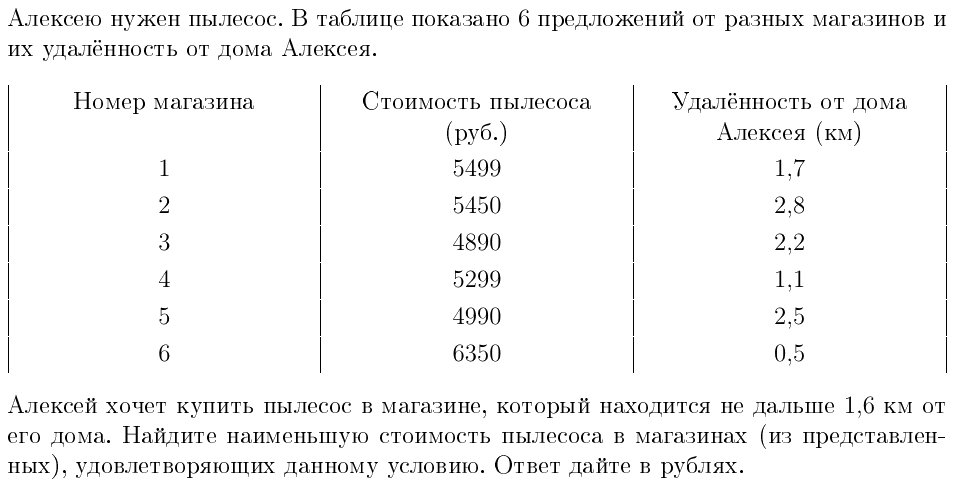 Алексею нужен пылесос. В таблице показано 6 предложений от разных магазинов и
их удалённость от дома Алексея.
Номер магазина Стоимость пылесоса Удалённость от дома
(руб.) Алексея (км)
1 5499 1,7
2 5450 2,8
3 4890 2,2
4 5299 1,1
5 4990 2,5
6 6350 0,5
Алексей хочет купить пылесос в магазине, который находится не дальше 1,6 км от
его дома. Найдите наименьшую стоимость пылесоса в магазинах (из представлен-
ных), удовлетворяющих данному условию. Ответ дайте в рублях.